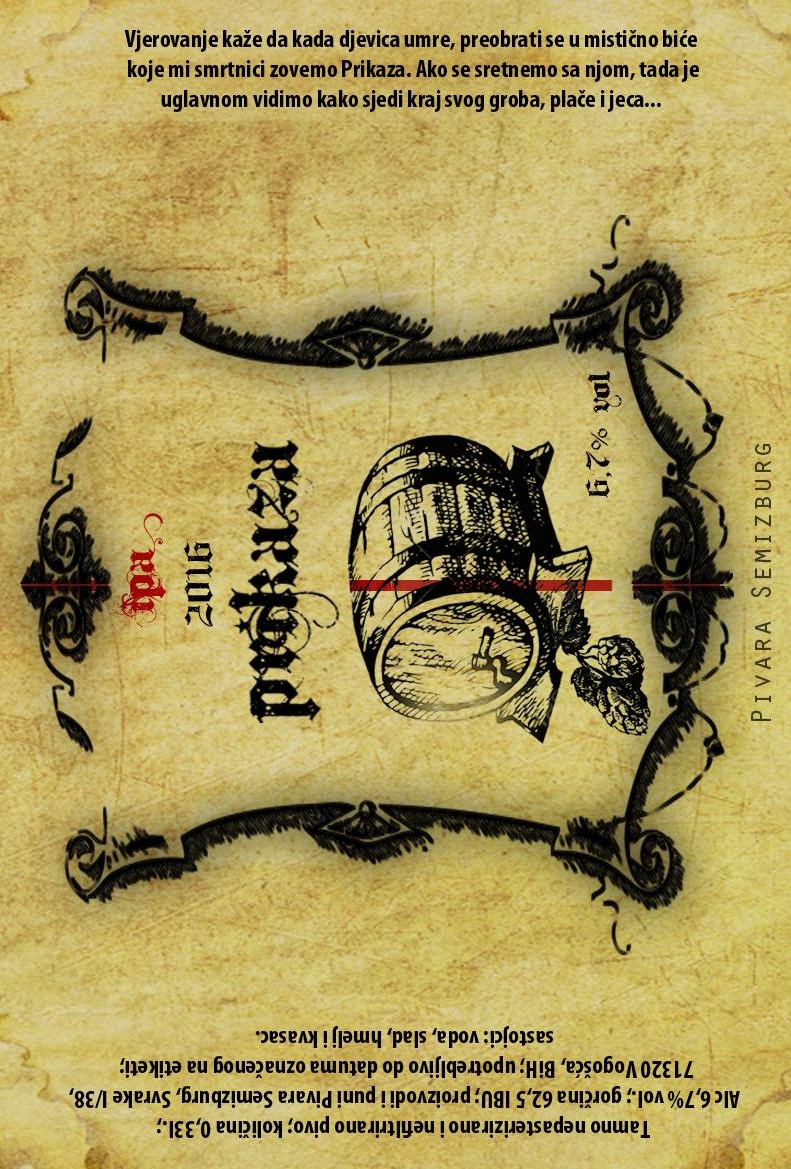 Vjerovanje kaže da kada djevica umre, preobrati se u mistično biće
koje mi smrtnici zovemo Prikaza. Ako se sretnemo sa njom, tada je
uglavnom vidimo kako sjedi kraj svog groba, plače i jeca...
ipa
2016
prikaza
6,7% vol
PIVARA SEMIZBURG
Tamno nepasterizirano i nefiltrirano pivo; količina 0,33l.;
Alc 6,7% vol.; gorčina 62,5 IBU; proizvodi i puni Pivara Semizburg, Svrake I/38,
71320 Vogošća, BiH; upotrebljivo do datuma označenog na etiketi;
sastojci: voda, slad, hmelj i kvasac.